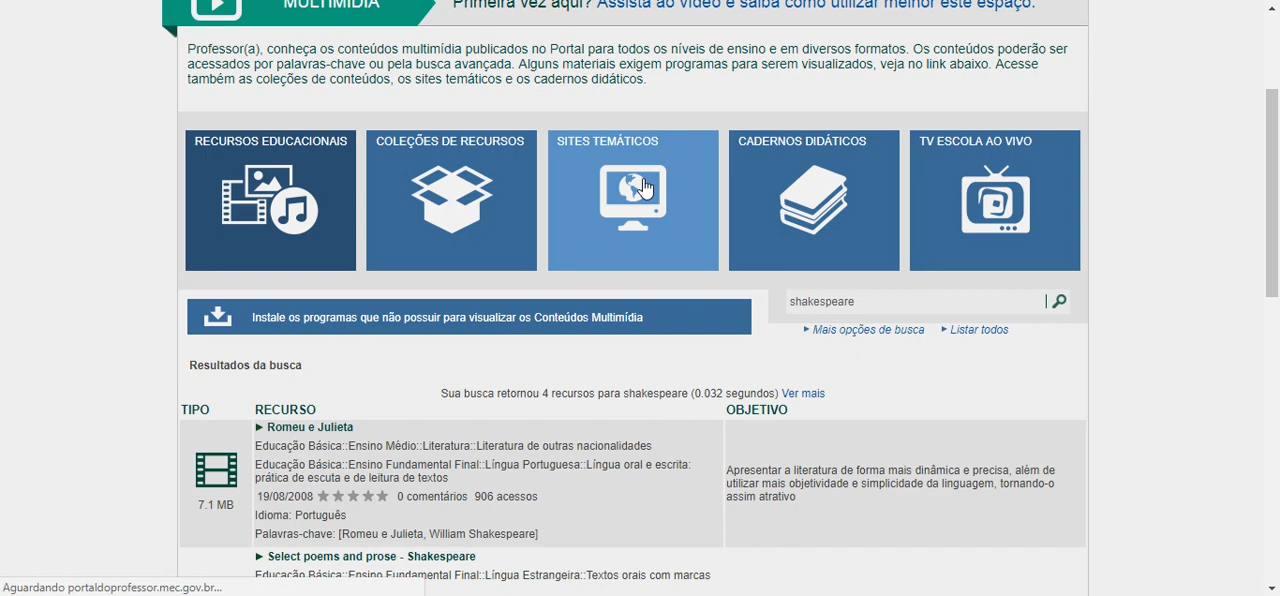 MULTIMÍDIA
Primeira vez aqui? Assista ao vídeo e saiba como utilizar melhor este espaço.
Professor(a), conheça os conteúdos multimídia publicados no Portal para todos os níveis de ensino e em diversos formatos. Os conteúdos poderão ser
acessados por palavras-chave ou pela busca avançada. Alguns materiais exigem programas para serem visualizados, veja no link abaixo. Acesse
também as coleções de conteúdos, os sites temáticos e os cadernos didáticos.
RECURSOS EDUCACIONAIS
COLEÇÕES DE RECURSOS
SITES TEMÁTICOS
CADERNOS DIDÁTICOS
TV ESCOLA AO VIVO
Instale os programas que não possuir para visualizar os Conteúdos Multimídia
shakespeare
Mais opções de busca
Listar todos
Resultados da busca
Sua busca retornou 4 recursos para shakespeare (0.032 segundos) Ver mais
TIPO RECURSO OBJETIVO
Romeu e Julieta
Educação Básica::Ensino Médio::Literatura::Literatura de outras nacionalidades
Educação Básica::Ensino Fundamental Final::Língua Portuguesa::Língua oral e escrita:
prática de escuta e de leitura de textos
19/08/2008 0 comentários 906 acessos
Idioma: Português
Palavras-chave: [Romeu e Julieta, William Shakespeare]
7.1 MB
Apresentar a literatura de forma mais dinâmica e precisa, além de
utilizar mais objetividade e simplicidade da linguagem, tornando-o
assim atrativo
Select poems and prose - Shakespeare
Educação Básica::Ensino Fundamental Final::Língua Estrangeira::Textos orais com marcas
Aguardando portaldoprofessor.mec.gov.br...